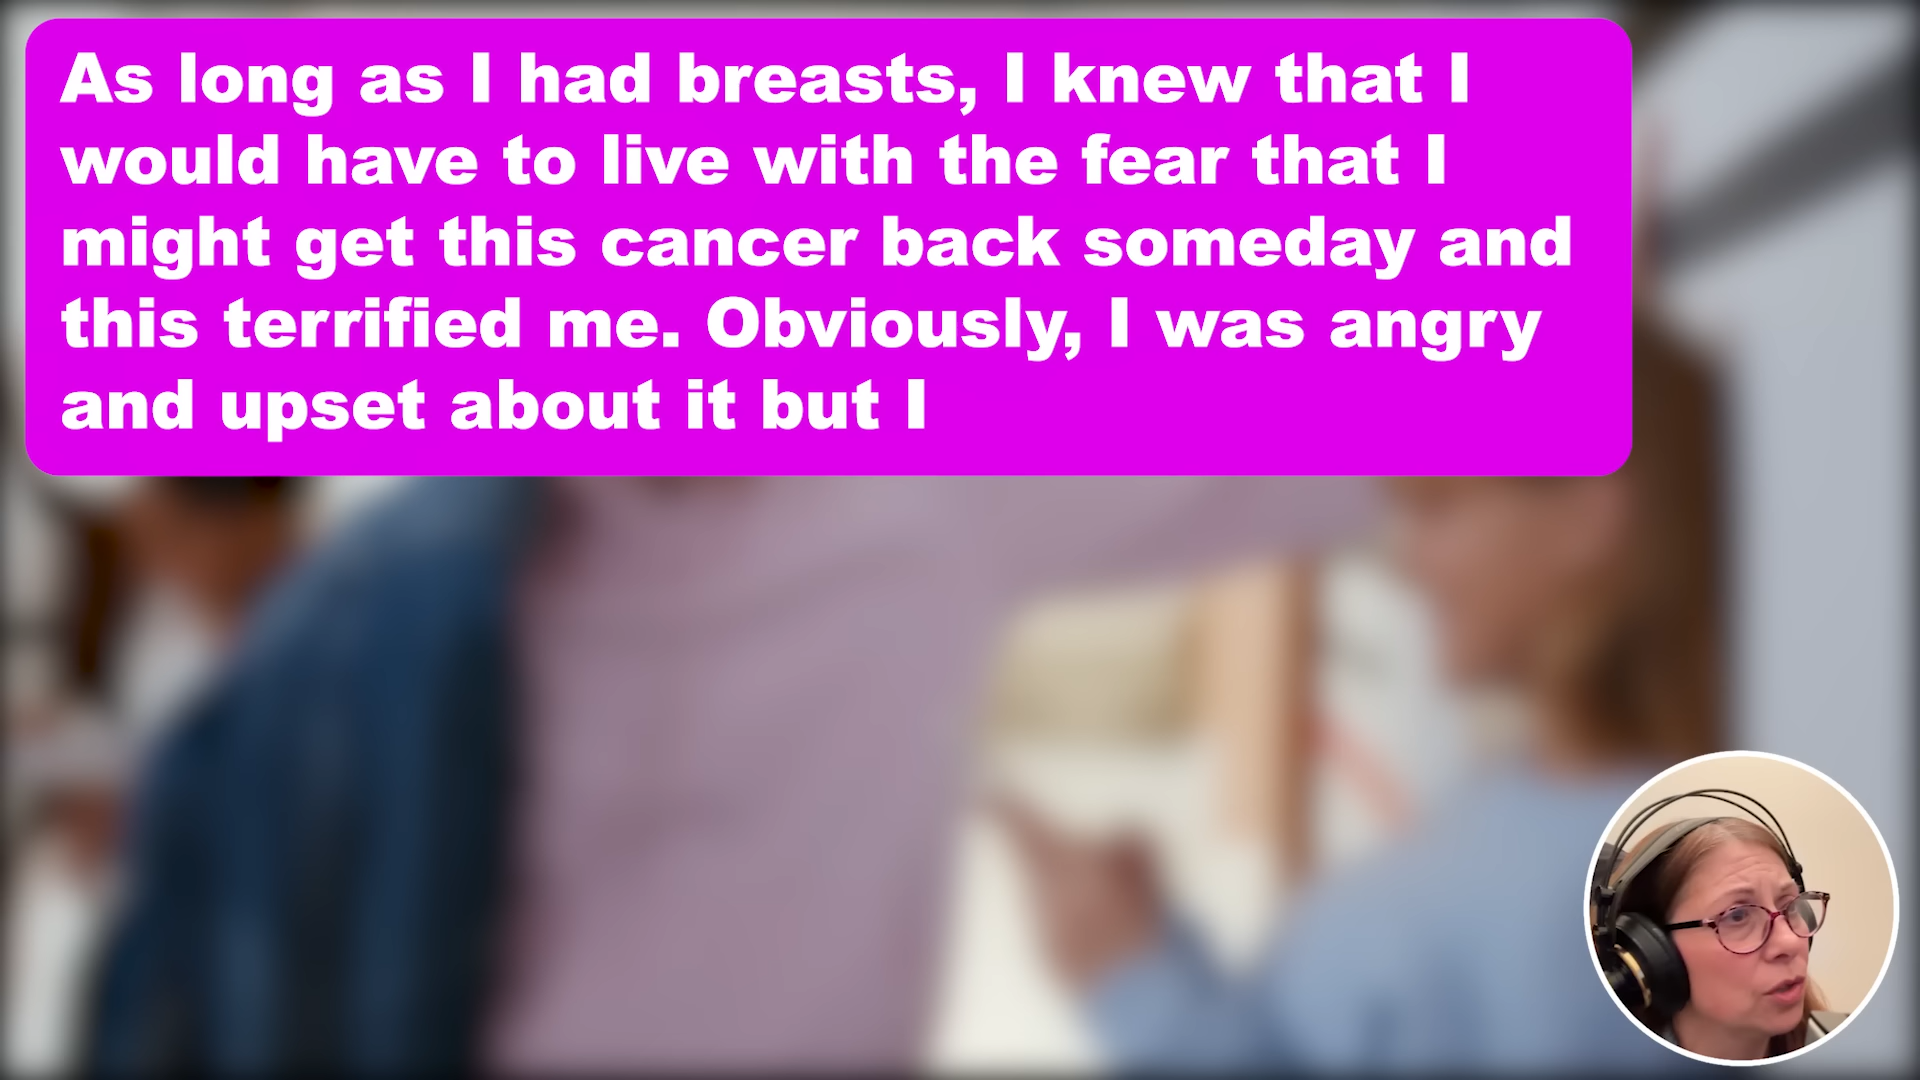 As long as I had breasts, I knew that I
would have to live with the fear that I
might get this cancer back someday and
this terrified me. Obviously, I was angry
and upset about it but I